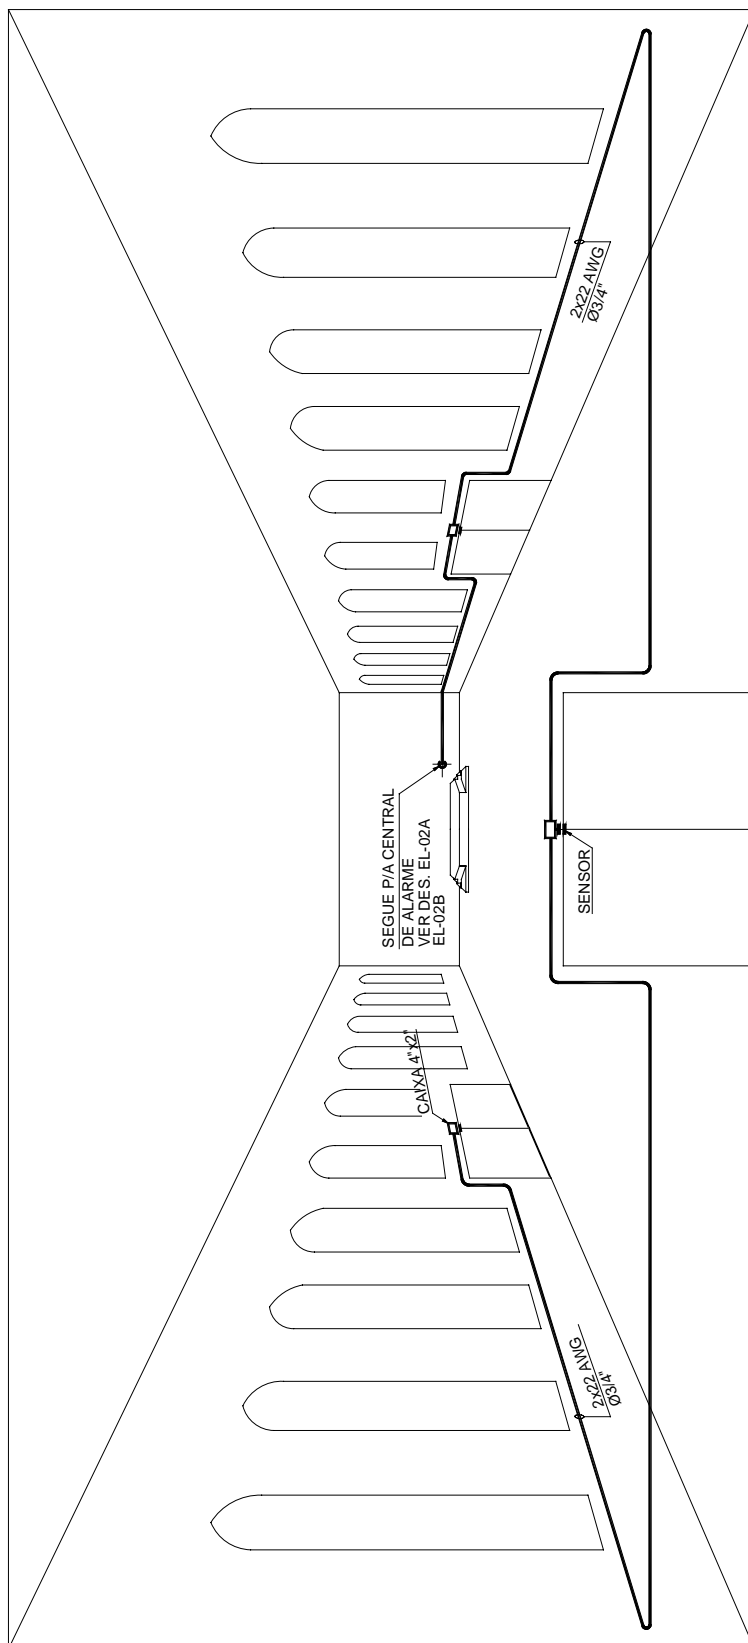 2x22 AWG
Ø3/4"
SEGUE P/A CENTRAL
DE ALARME
VER DES. EL-02A
EL-02B
SENSOR
CAIXA 4"x2"
2x22 AWG
Ø3/4"